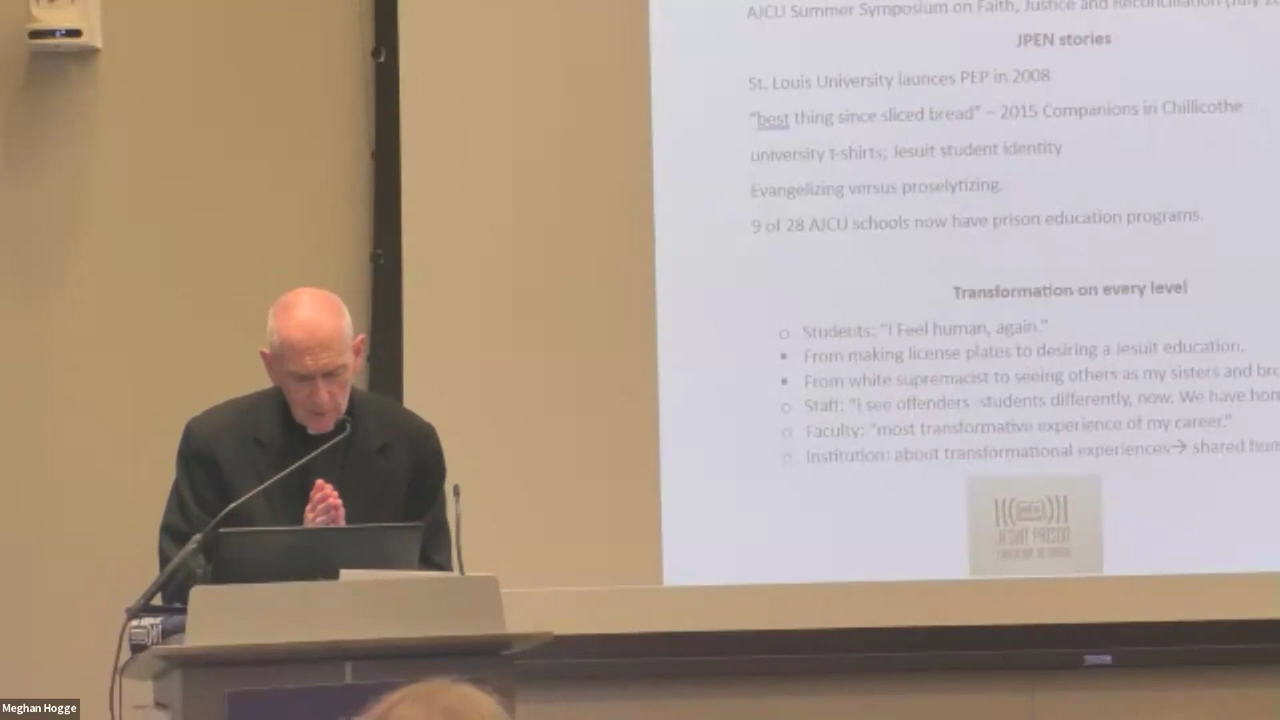 AJCU Summer Symposium on Faith, Justice and Reconciliation (July
JPEN stories
St. Louis University launces PEP in 2008
"best thing since sliced bread" – 2015 Companions in Chillicothe
university t-shirts; Jesuit student identity
Evangelizing versus proselytizing.
9 of 28 AJCU schools now have prison education programs.
Transformation on every level
Students: "I Feel human, again."
From making license plates to desiring a Jesuit education.
From white supremacist to seeing others as my sisters and
Staff: "I see offenders students differently, now. We have
Faculty: "most transformative experience of my career."
Institution: about transformational experiences→ shared
JESUIT PRISON
EDUCATION NETWORK
Meghan Hogge